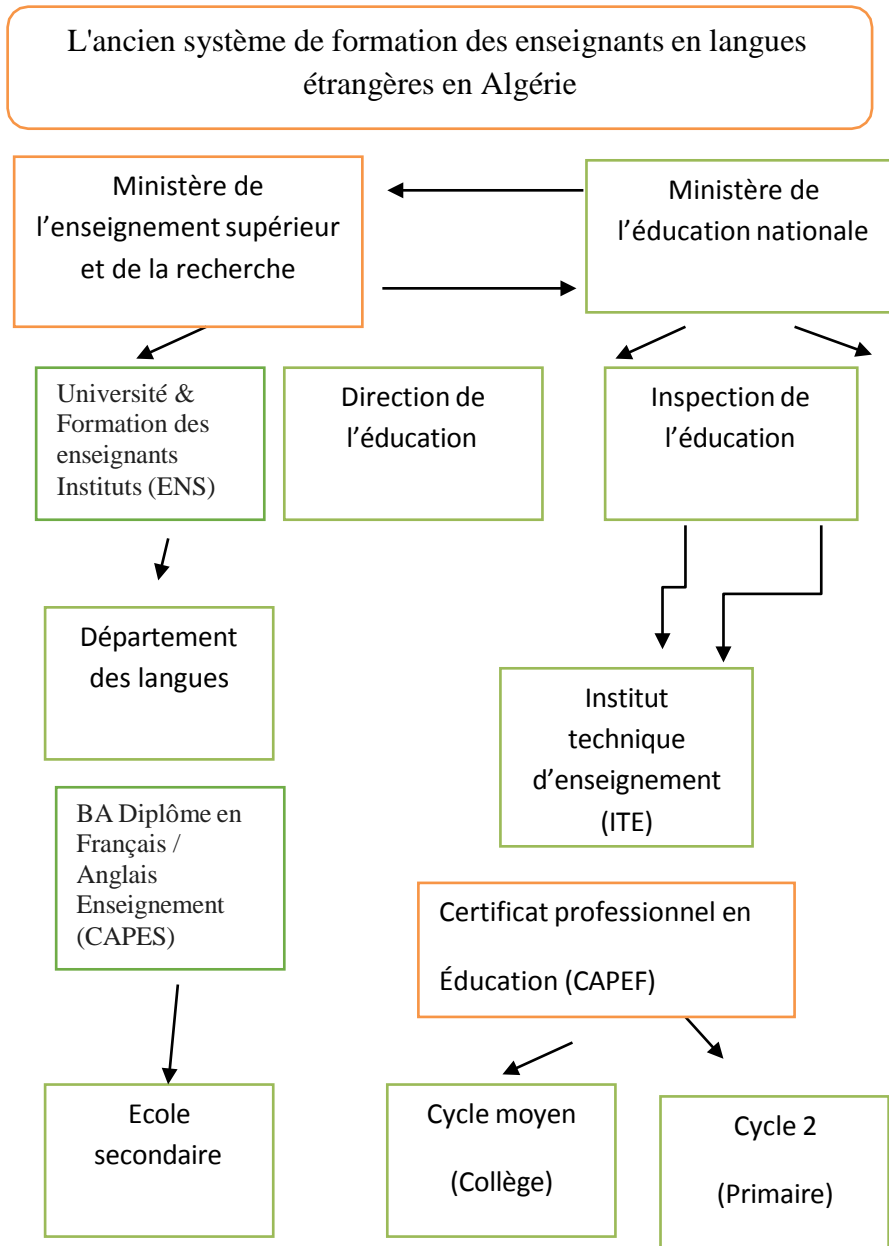 L'ancien système de formation des enseignants en langues
étrangères en Algérie
Ministère de
l’enseignement supérieur
et de la recherche
Ministère de
l’éducation nationale
Université &
Formation des
enseignants
Instituts (ENS)
Direction de
l’éducation
Inspection de
l’éducation
Département
des langues
Institut
technique
d’enseignement
(ITE)
BA Diplôme en
Français /
Anglais
Enseignement
(CAPES)
Certificat professionnel en
Éducation (CAPEF)
Ecole
secondaire
Cycle moyen
(Collège)
Cycle 2
(Primaire)